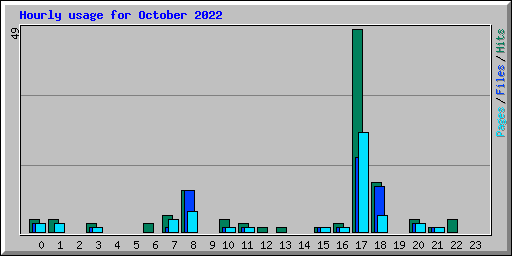 Hourly usage for October 2022
49
Pages/Files/Hits
0 1 2 3 4 5 6 7 8 9 10 11 12 13 14 15 16 17 18 19 20 21 22 23